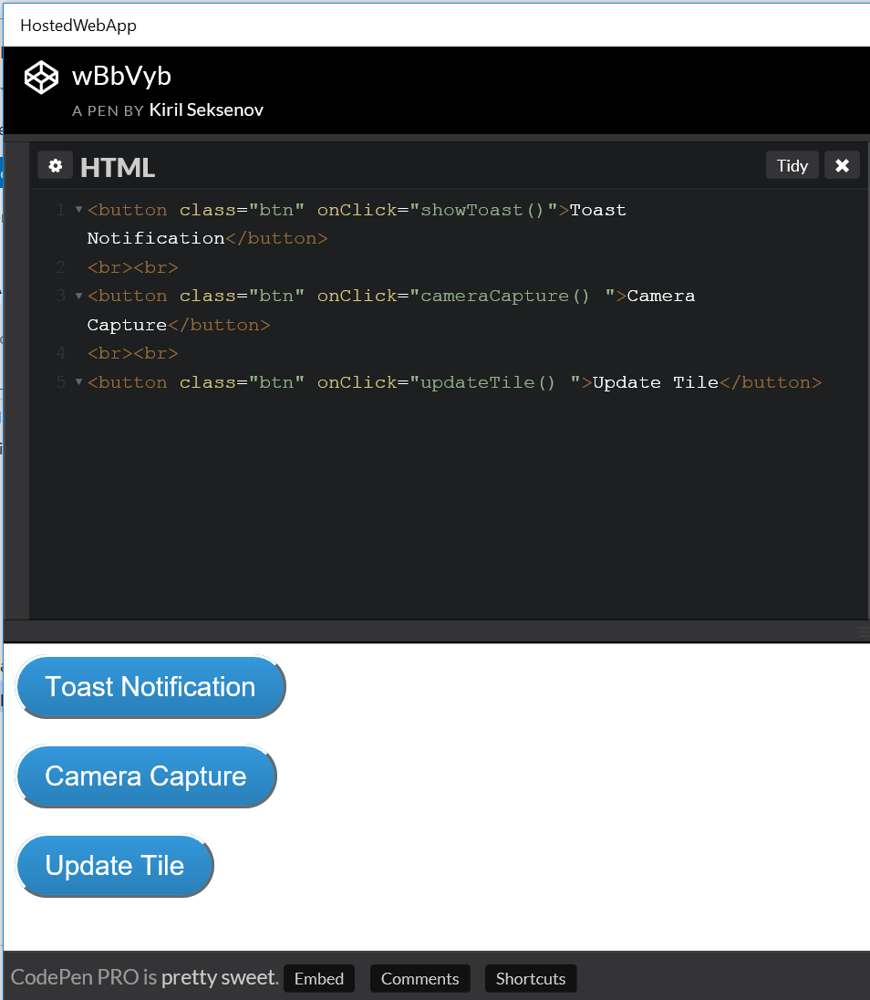 HostedWebApp
wBbVyb
A PEN BY Kiril Seksenov
HTML Tidy
1 <button class="btn" onClick="showToast()">Toast
Notification</button>
2 <br><br>
3 <button class="btn" onClick="cameraCapture() ">Camera
Capture</button>
4 <br><br>
5 <button class="btn" onClick="updateTile() ">Update Tile</button>
Toast Notification
Camera Capture
Update Tile
CodePen PRO is pretty sweet. Embed Comments Shortcuts